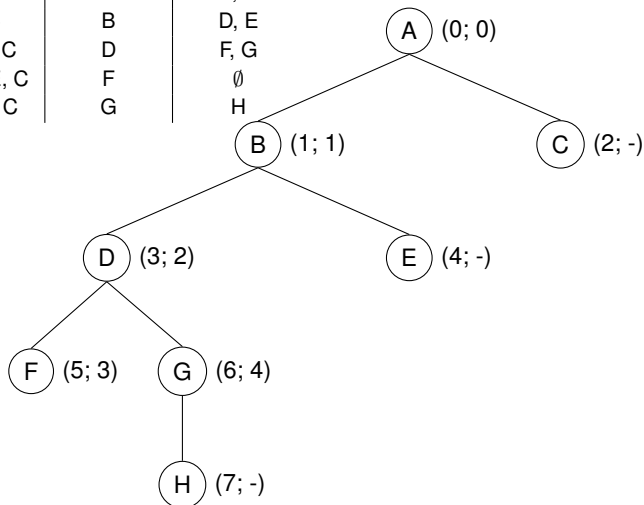 B D, E
C D F, G
, C F ∅
C G H
A (0; 0)
B (1; 1) C (2; -)
D (3; 2) E (4; -)
F (5; 3) G (6; 4)
H (7; -)